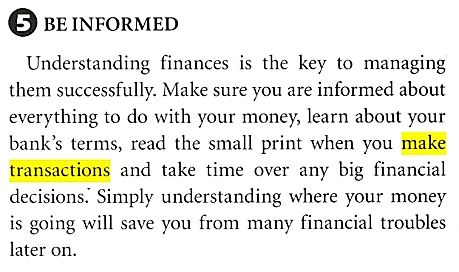 5 BE INFORMED
Understanding finances is the key to managing
them successfully. Make sure you are informed about
everything to do with your money, learn about your
bank's terms, read the small print when you make
transactions and take time over any big financial
decisions. Simply understanding where your money
is going will save you from many financial troubles
later on.